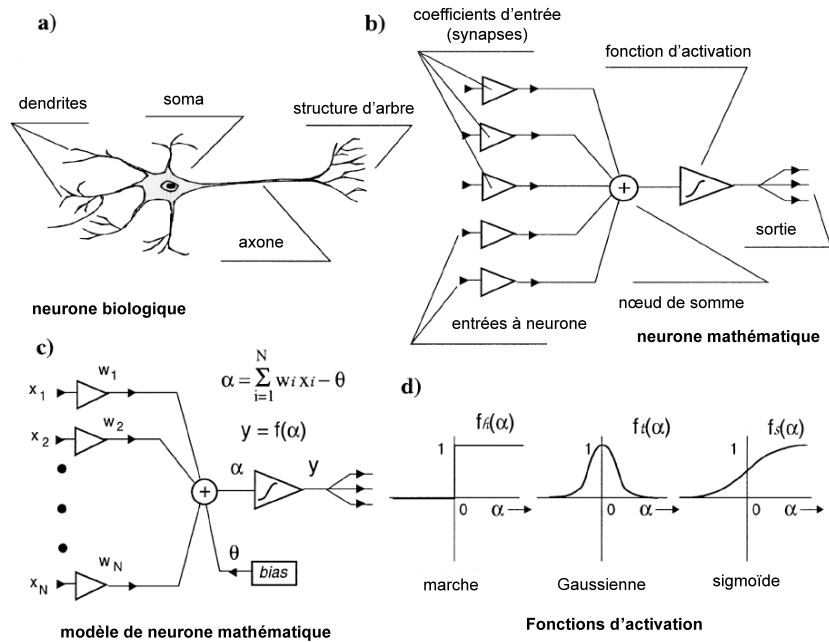 a)
dendrites
soma
structure d'arbre
axone
neurone biologique
b)
coefficients d'entrée
(synapses)
fonction d'activation
+
sortie
nœud de somme
entrées à neurone
neurone mathématique
c)
x1 w1
x2 w2
xN wN
α = ∑ i=1 N wi xi – θ
y = f(α)
+
α
y
θ
bias
modèle de neurone mathématique
d)
fh(α)
1
0 α
marche
ft(α)
1
0 α
Gaussienne
fs(α)
1
0 α
sigmoïde
Fonctions d'activation